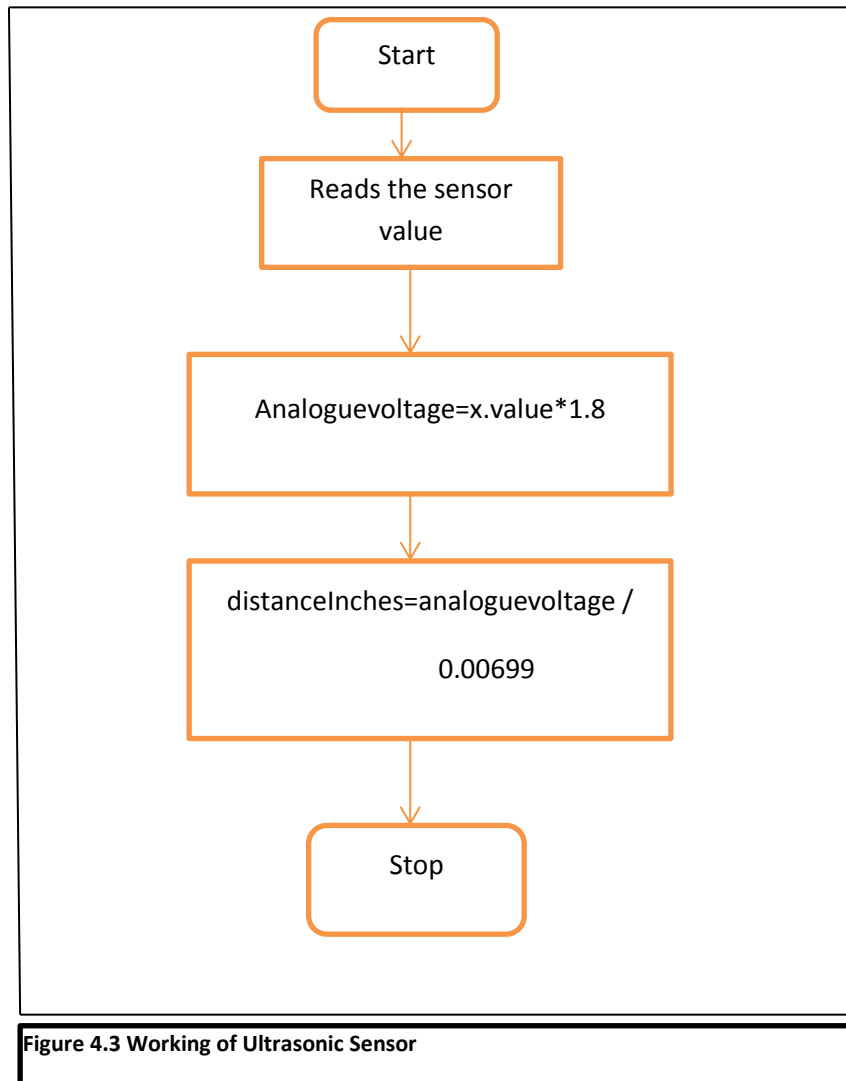 Start
Reads the sensor
value
Analoguevoltage=x.value*1.8
distanceInches=analoguevoltage /
0.00699
Stop
Figure 4.3 Working of Ultrasonic Sensor